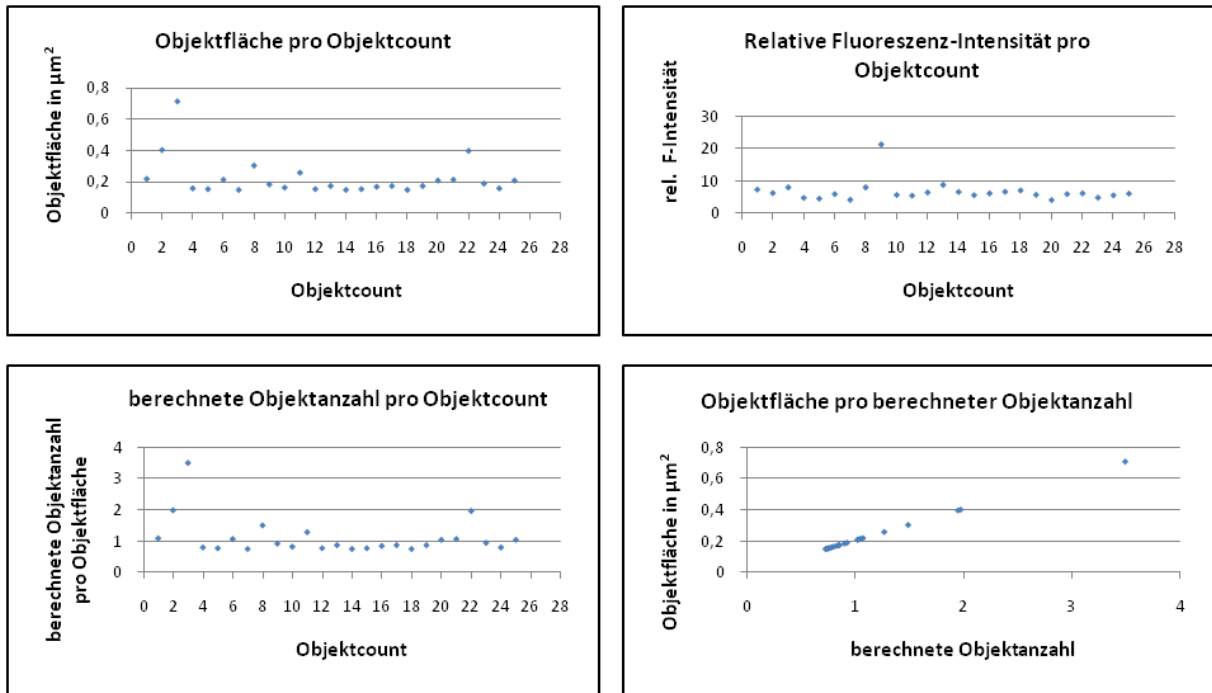 Objektfläche pro Objektcount
Objektfläche in µm²
0,8
0,6
0,4
0,2
0
0 2 4 6 8 10 12 14 16 18 20 22 24 26 28
Objektcount
Relative Fluoreszenz-Intensität pro
Objektcount
rel. F-Intensität
30
20
10
0
0 2 4 6 8 10 12 14 16 18 20 22 24 26 28
Objektcount
berechnete Objektanzahl pro Objektcount
berechnete Objektanzahl
pro Objektfläche
4
3
2
1
0
0 2 4 6 8 10 12 14 16 18 20 22 24 26 28
Objektcount
Objektfläche pro berechneter Objektanzahl
Objektfläche in µm²
0,8
0,6
0,4
0,2
0
0 1 2 3 4
berechnete Objektanzahl